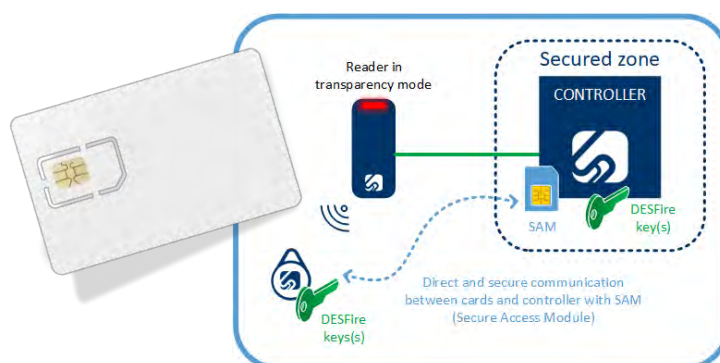 Reader in
transparency mode
Secured zone
CONTROLLER
SAM
DESFire
key(s)
DESFire
keys(s)
Direct and secure communication
between cards and controller with SAM
(Secure Access Module)